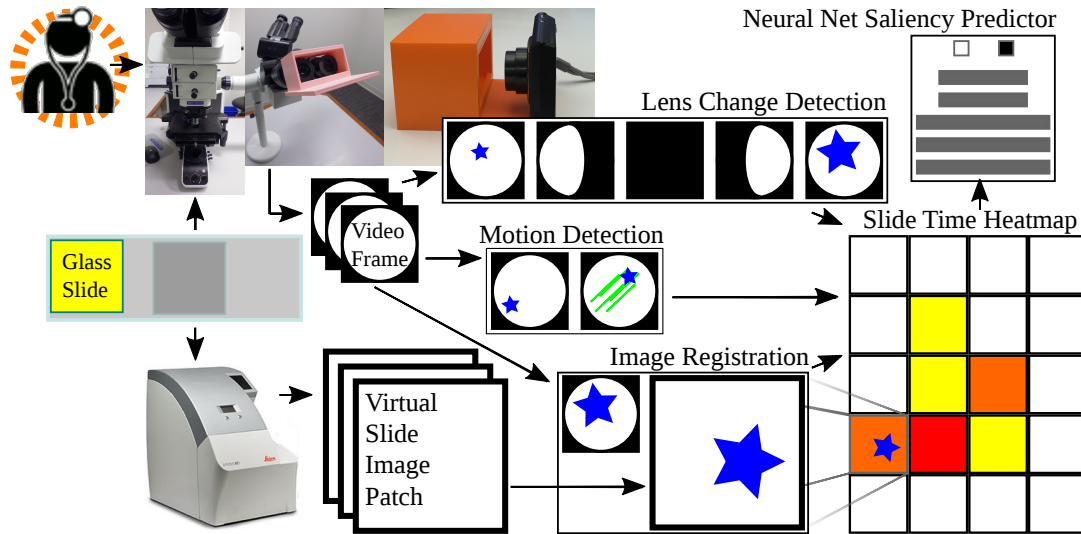 Neural Net Saliency Predictor
Lens Change Detection
Slide Time Heatmap
Video
Frame
Motion Detection
Glass
Slide
Image Registration
Virtual
Slide
Image
Patch
Leica